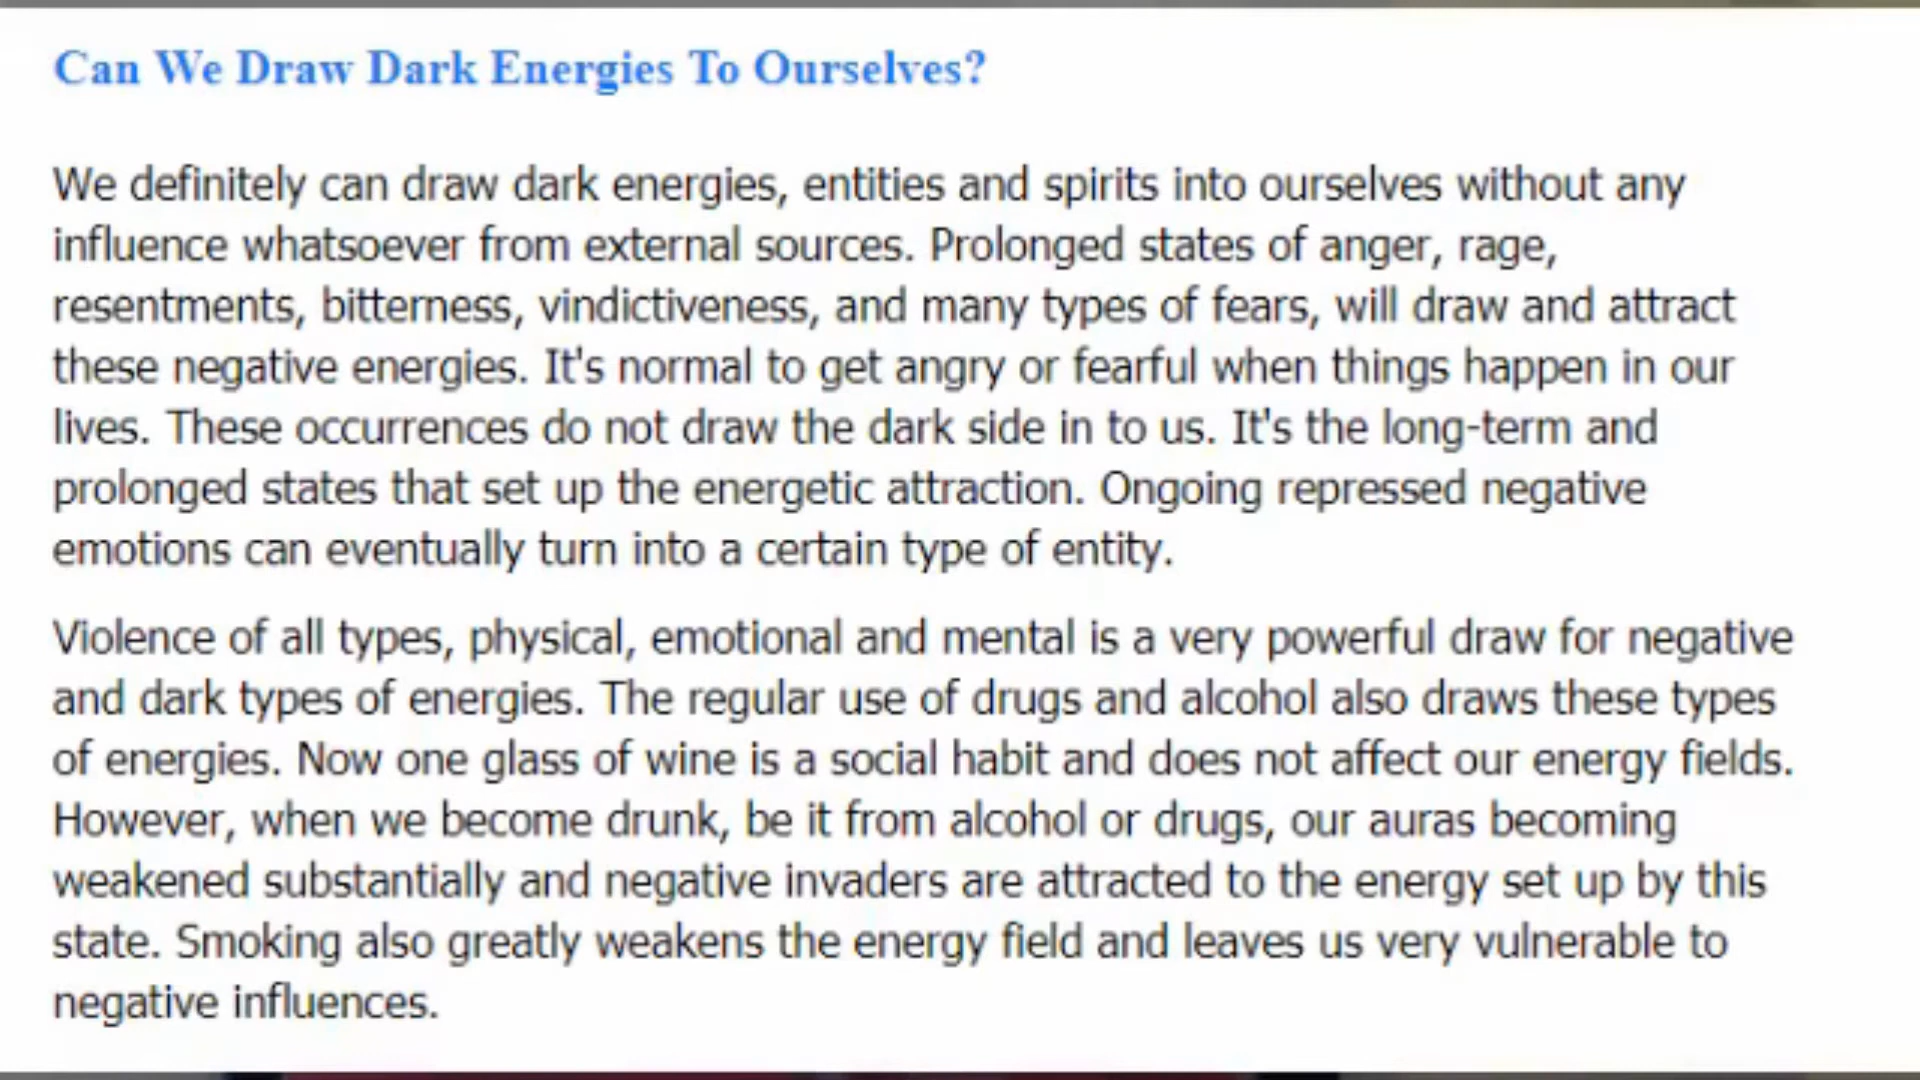 Can We Draw Dark Energies To Ourselves?
We definitely can draw dark energies, entities and spirits into ourselves without any
influence whatsoever from external sources. Prolonged states of anger, rage,
resentments, bitterness, vindictiveness, and many types of fears, will draw and attract
these negative energies. It's normal to get angry or fearful when things happen in our
lives. These occurrences do not draw the dark side in to us. It's the long-term and
prolonged states that set up the energetic attraction. Ongoing repressed negative
emotions can eventually turn into a certain type of entity.
Violence of all types, physical, emotional and mental is a very powerful draw for negative
and dark types of energies. The regular use of drugs and alcohol also draws these types
of energies. Now one glass of wine is a social habit and does not affect our energy fields.
However, when we become drunk, be it from alcohol or drugs, our auras becoming
weakened substantially and negative invaders are attracted to the energy set up by this
state. Smoking also greatly weakens the energy field and leaves us very vulnerable to
negative influences.